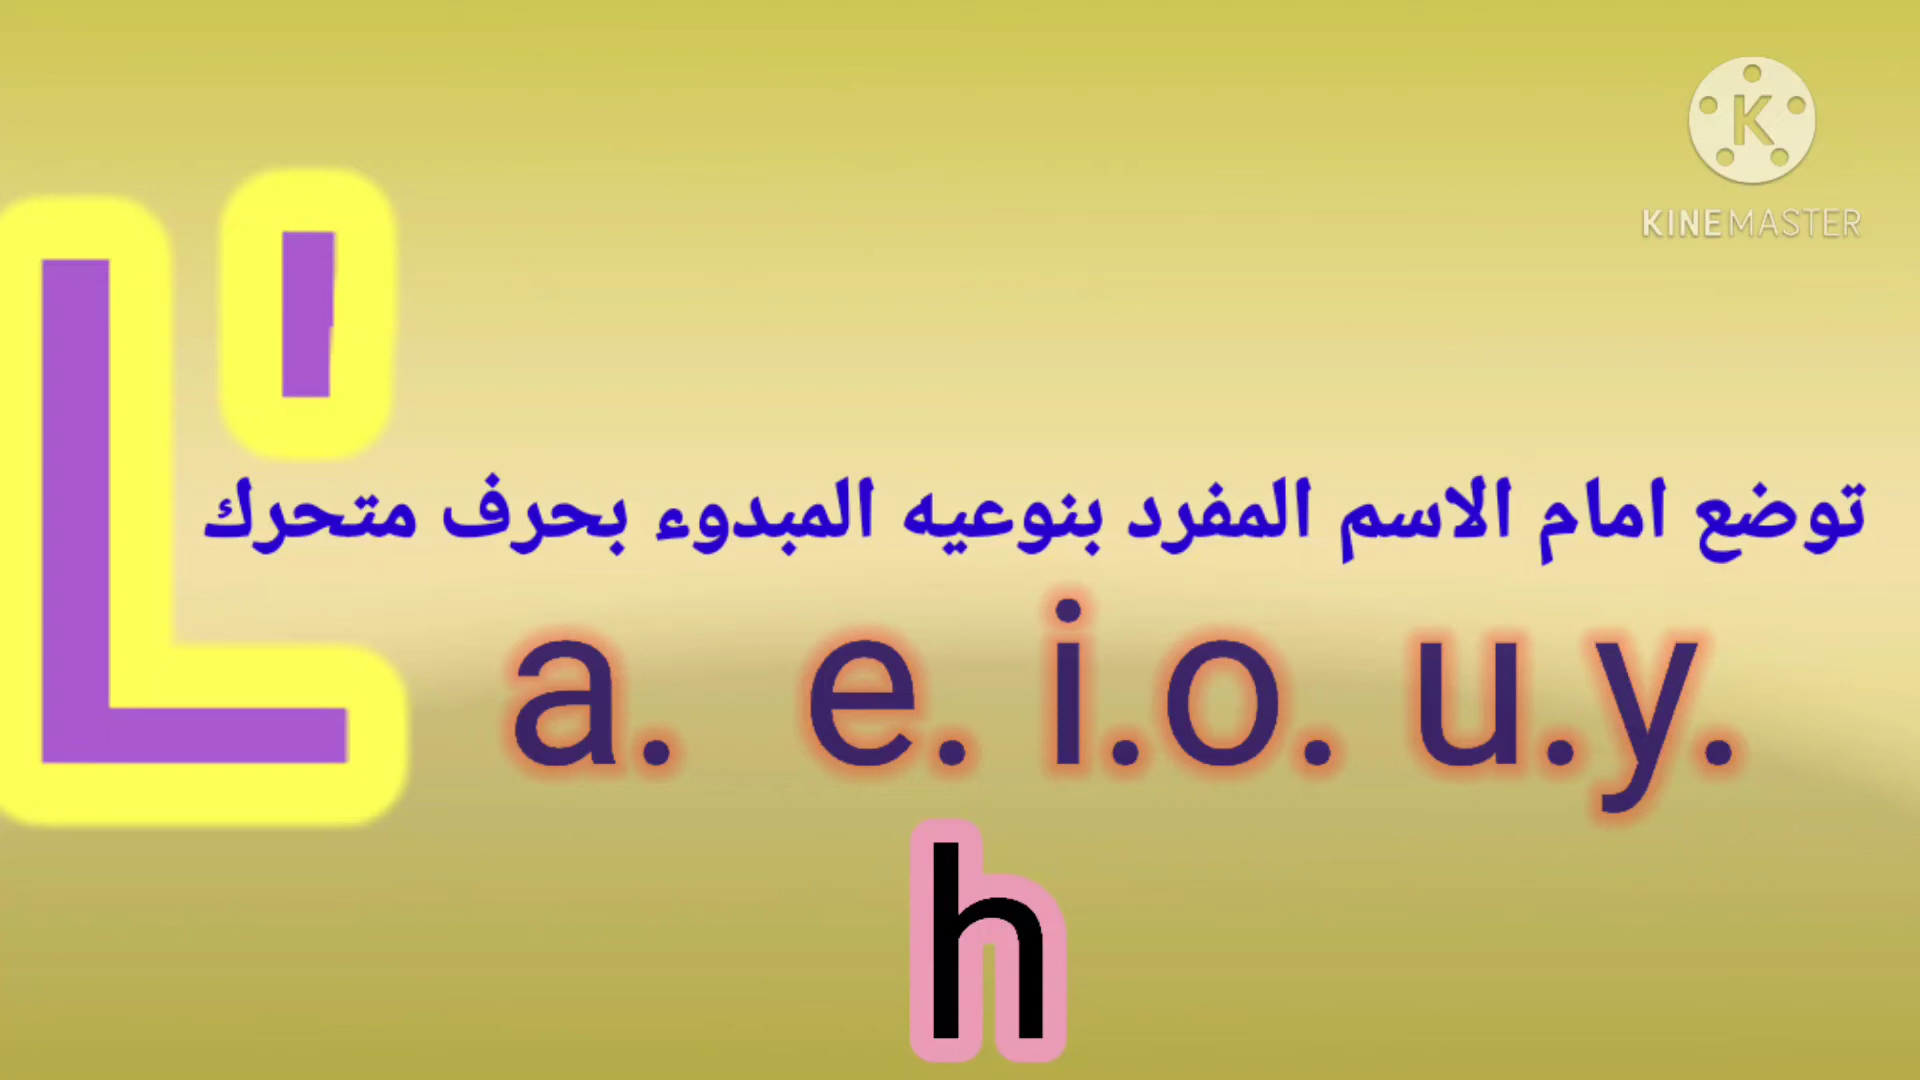 KINEMASTER
L'
توضع امام الاسم المفرد بنوعيه المبدوء بحرف متحرك
a. e. i.o. u.y.
h